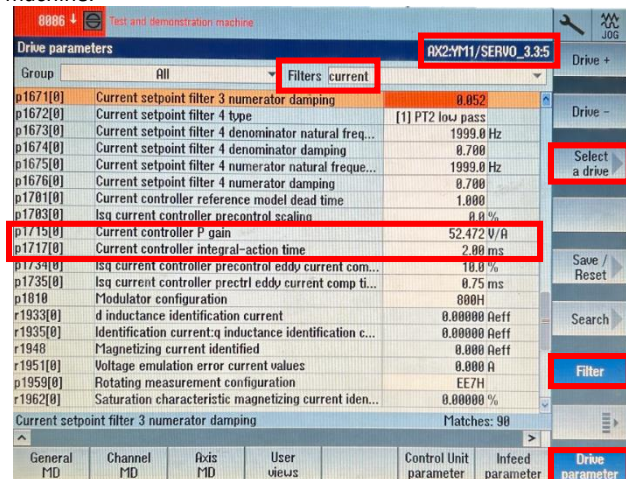 machine.
8086
Test and demonstration machine
JOG
Drive parameters
AX2:YM1/SERVO_3.3:5
Drive +
Group All Filters current
p1671[0] Current setpoint filter 3 numerator damping 0.052
p1672[0] Current setpoint filter 4 type [1] PT2 low pass
Drive -
p1673[0] Current setpoint filter 4 denominator natural freq... 1999.0 Hz
p1674[0] Current setpoint filter 4 denominator damping 0.700
p1675[0] Current setpoint filter 4 numerator natural freque... 1999.0 Hz
Select
a drive
p1676[0] Current setpoint filter 4 numerator damping 0.700
p1701[0] Current controller reference model dead time 1.000
p1703[0] Isq current controller precontrol scaling 0.0 %
p1715[0] Current controller P gain 52.472 V/A
p1717[0] Current controller integral-action time 2.00 ms
p1734[0] Isq current controller precontrol eddy current com... 10.0 %
Save /
Reset
p1735[0] Isq current controller prectrl eddy current comp ti... 0.75 ms
p1810 Modulator configuration 800H
r1933[0] d inductance identification current 0.00000 Aeff
Search
r1935[0] Identification current:q inductance identification c... 0.00000 Aeff
r1948 Magnetizing current identified 0.000 Aeff
r1951[0] Voltage emulation error current values 0.000 A
Filter
p1959[0] Rotating measurement configuration EE7H
r1962[0] Saturation characteristic magnetizing current iden... 0.00000 %
Current setpoint filter 3 numerator damping Matches: 90
General
MD
Channel
MD
Axis
MD
User
views
Control Unit
parameter
Infeed
parameter
Drive
parameter